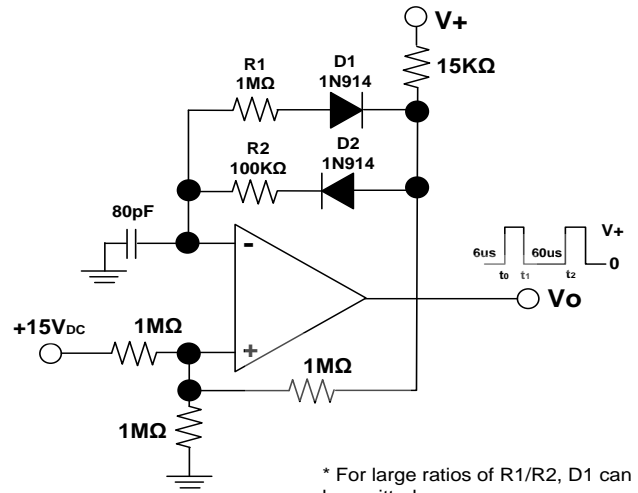 V+
15KΩ
R1
1MΩ
D1
1N914
R2
100KΩ
D2
1N914
80pF
-
+
+15VDC
1MΩ
1MΩ
1MΩ
6us
60us
V+
0
t0 t1 t2
Vo
* For large ratios of R1/R2, D1 can